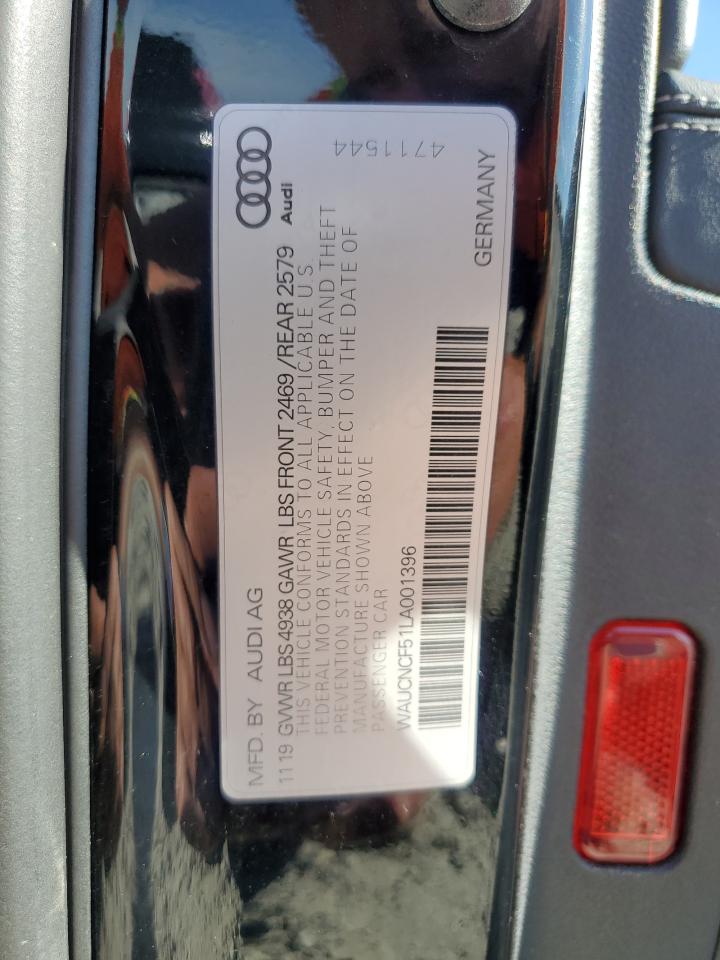 MFD. BY AUDI AG
Audi
11 19 GVWR LBS 4938 GAWR LBS FRONT 2469 /REAR 2579
THIS VEHICLE CONFORMS TO ALL APPLICABLE U.S.
FEDERAL MOTOR VEHICLE SAFETY, BUMPER AND THEFT
PREVENTION STANDARDS IN EFFECT ON THE DATE OF
MANUFACTURE SHOWN ABOVE
4711544
PASSENGER CAR
WAUCNCF51LA001396
GERMANY